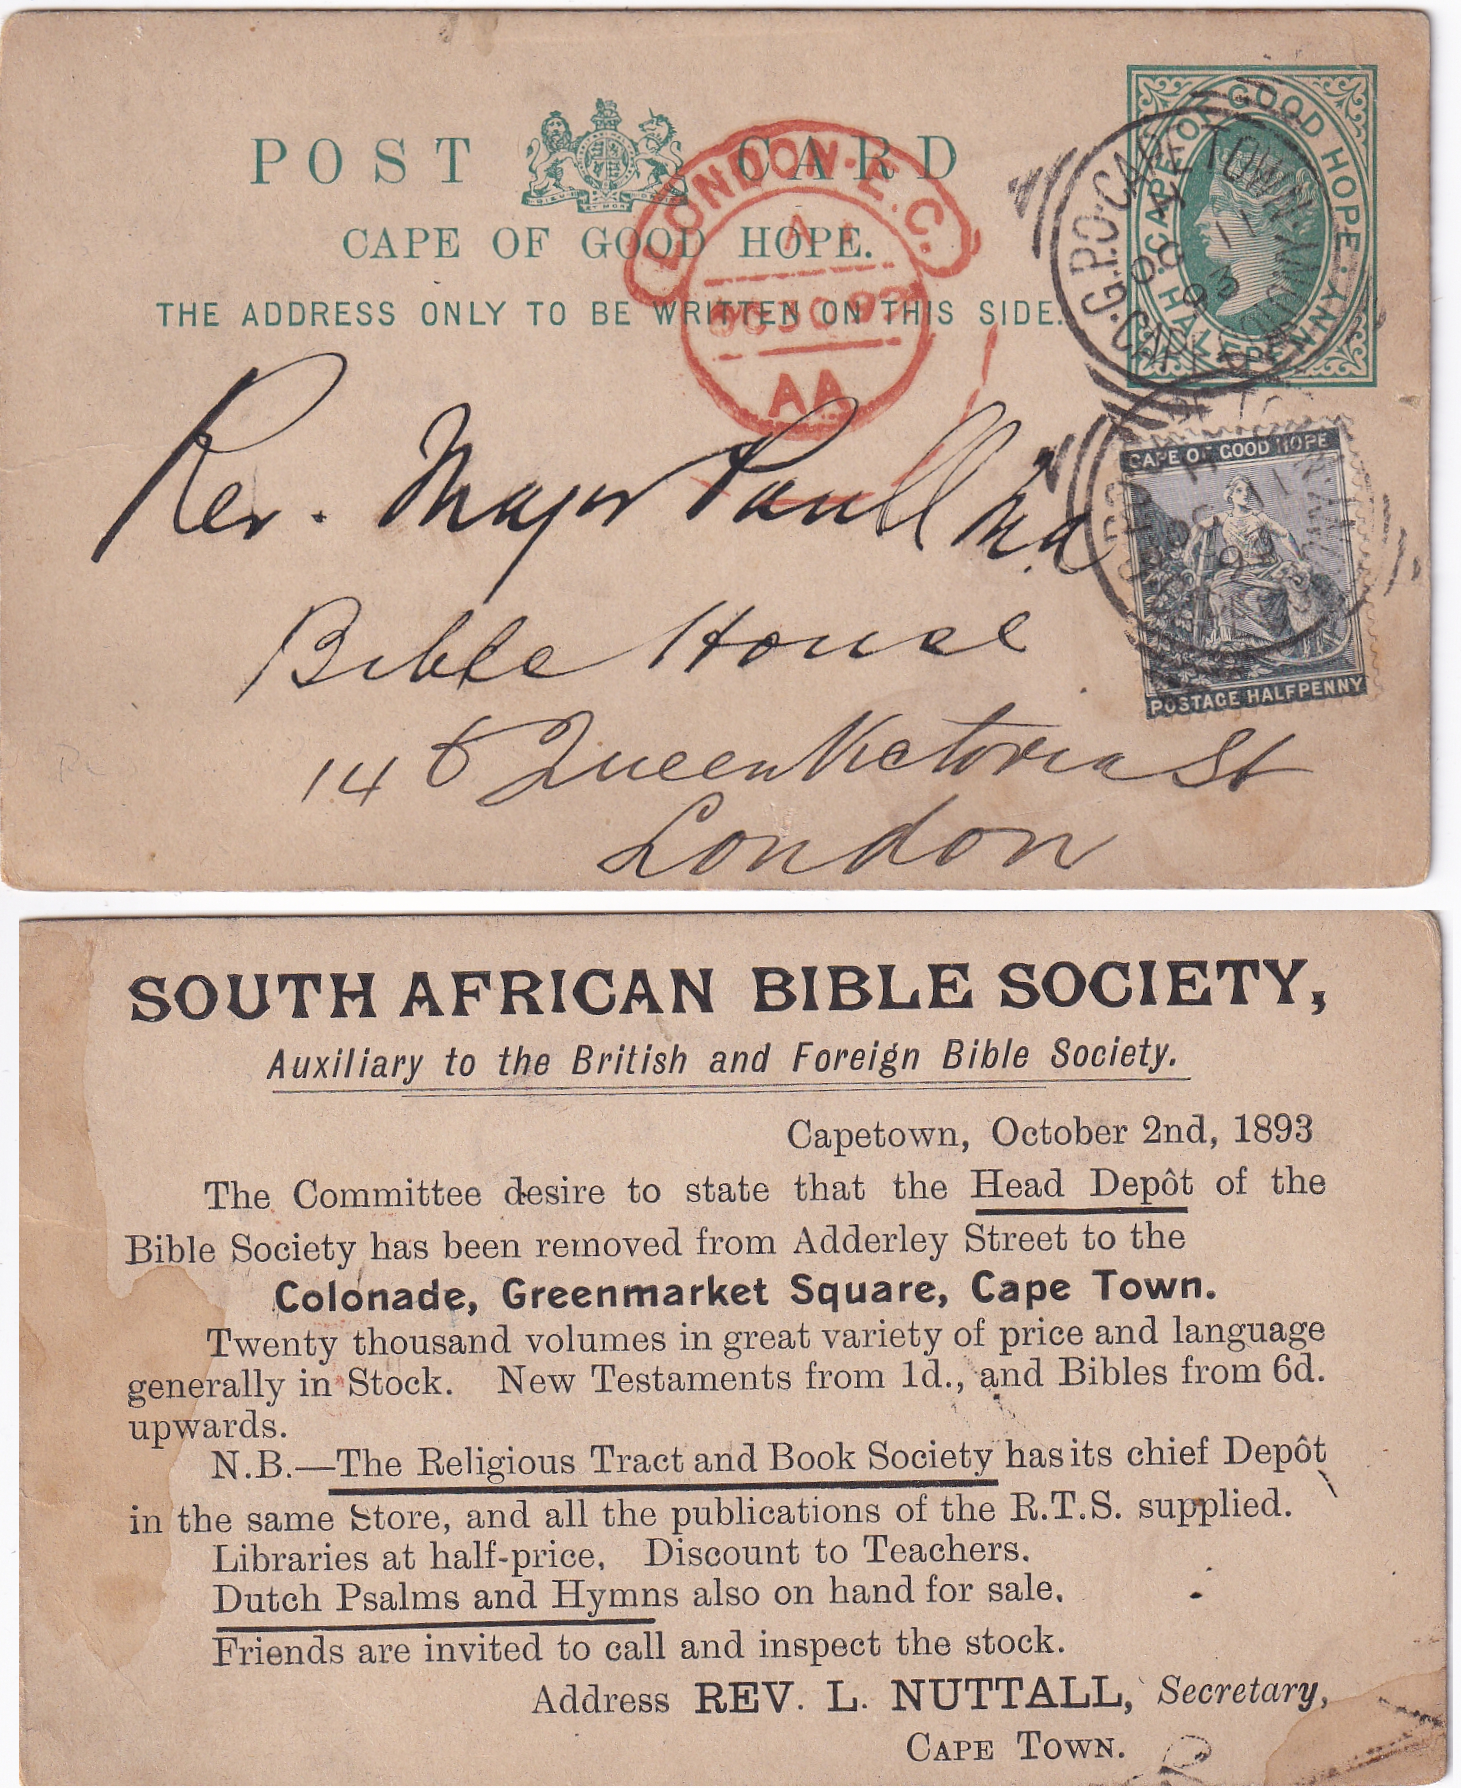 POST CARD
CAPE OF GOOD HOPE.
THE ADDRESS ONLY TO BE WRITTEN ON THIS SIDE.
CAPE OF GOOD HOPE
HALFPENNY
G.P.O. CAPE TOWN
11
93
LONDON. E.C.
OC 30 93
AA
CAPE OF GOOD HOPE
POSTAGE HALFPENNY
Rev. Major Paull M.A
Bible House
146 Queen Victoria St
London
SOUTH AFRICAN BIBLE SOCIETY,
Auxiliary to the British and Foreign Bible Society.
Capetown, October 2nd, 1893
The Committee desire to state that the Head Depôt of the
Bible Society has been removed from Adderley Street to the
Colonade, Greenmarket Square, Cape Town.
Twenty thousand volumes in great variety of price and language
generally in Stock. New Testaments from 1d., and Bibles from 6d.
upwards.
N.B.—The Religious Tract and Book Society has its chief Depôt
in the same Store, and all the publications of the R.T.S. supplied.
Libraries at half-price. Discount to Teachers.
Dutch Psalms and Hymns also on hand for sale.
Friends are invited to call and inspect the stock.
Address REV. L. NUTTALL, Secretary,
CAPE TOWN.